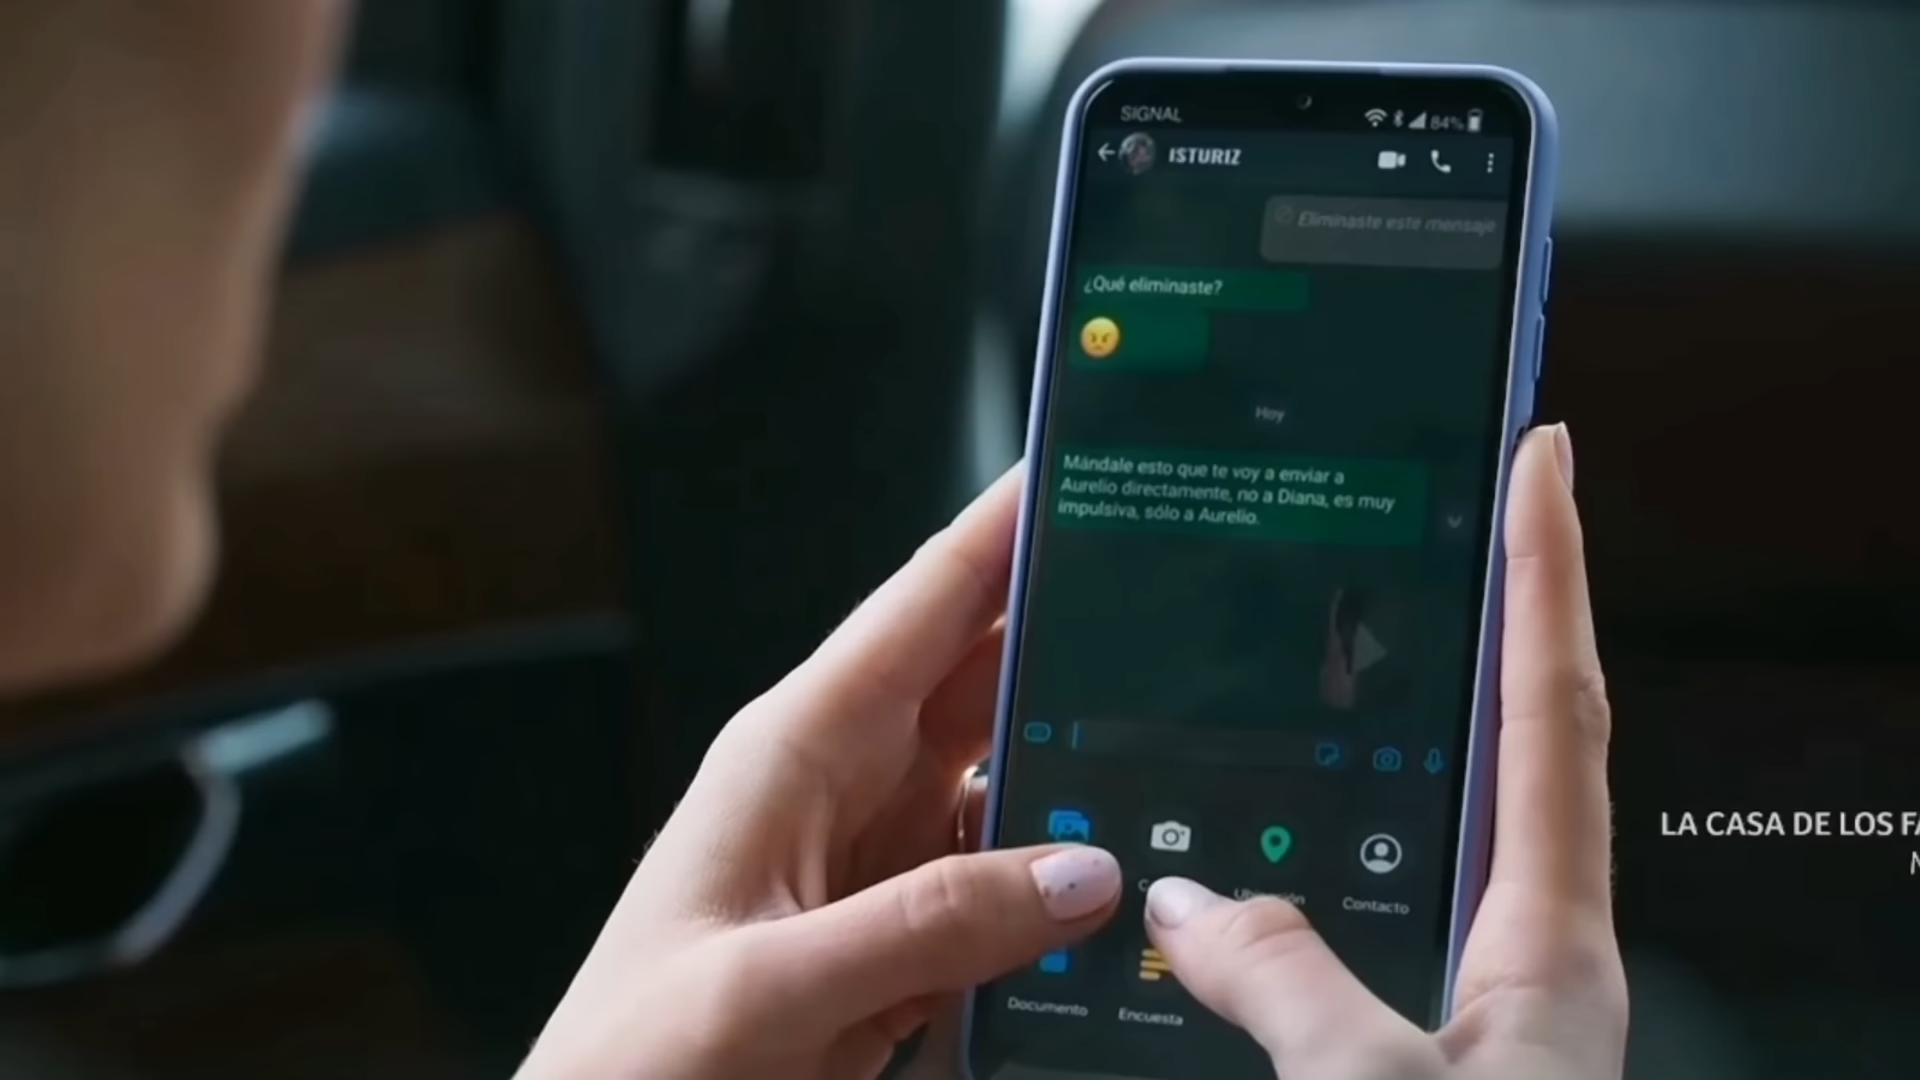 SIGNAL
84%
ISTURIZ
Eliminaste este mensaje
¿Qué eliminaste?
Hoy
Mándale esto que te voy a enviar a
Aurelio directamente, no a Diana, es muy
impulsiva, sólo a Aurelio.
Contacto
Documento
Encuesta
LA CASA DE LOS